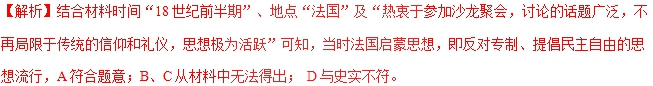 【解析】结合材料时间“18世纪前半期”、地点“法国”及“热衷于参加沙龙聚会，讨论的话题广泛，不
再局限于传统的信仰和礼仪，思想极为活跃”可知，当时法国启蒙思想，即反对专制、提倡民主自由的思
想流行，A符合题意；B、C从材料中无法得出； D与史实不符。